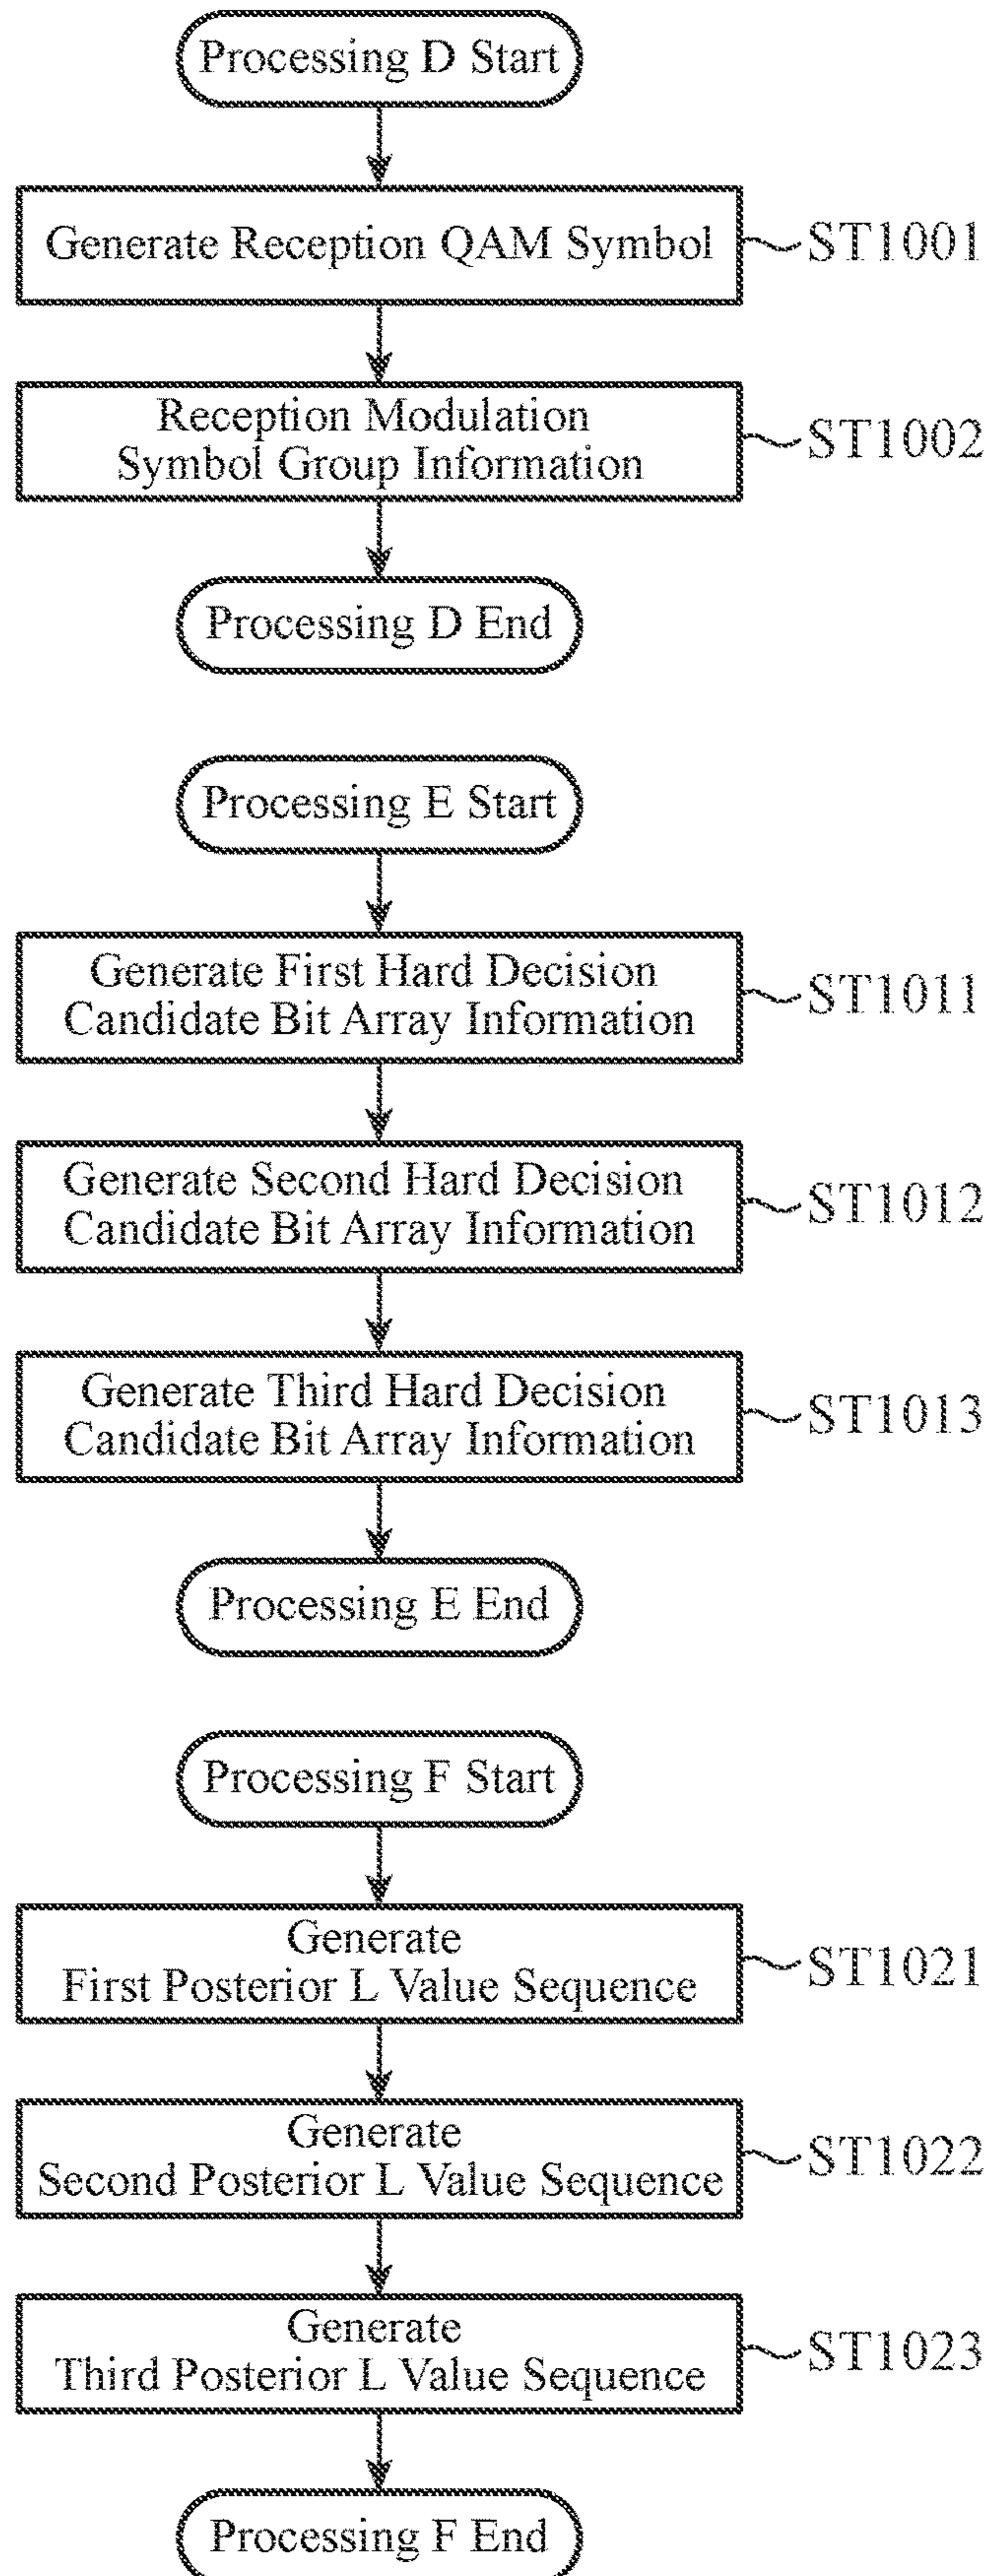 Processing D Start
Generate Reception QAM Symbol
ST1001
Reception Modulation
Symbol Group Information
ST1002
Processing D End
Processing E Start
Generate First Hard Decision
Candidate Bit Array Information
ST1011
Generate Second Hard Decision
Candidate Bit Array Information
ST1012
Generate Third Hard Decision
Candidate Bit Array Information
ST1013
Processing E End
Processing F Start
Generate
First Posterior L Value Sequence
ST1021
Generate
Second Posterior L Value Sequence
ST1022
Generate
Third Posterior L Value Sequence
ST1023
Processing F End